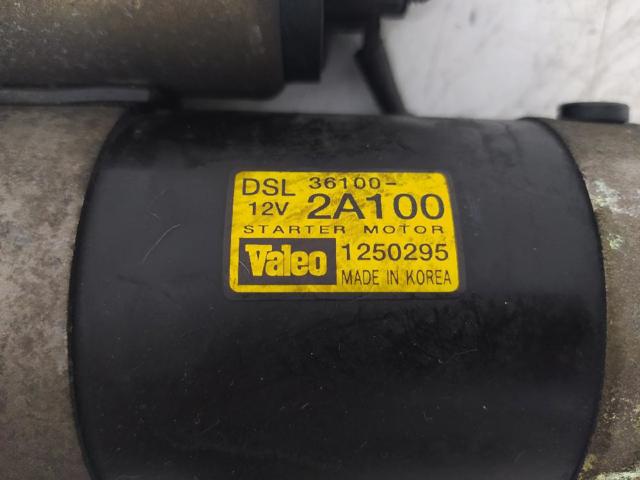 DSL 36100-
12V 2A100
STARTER MOTOR
Valeo 1250295
MADE IN KOREA